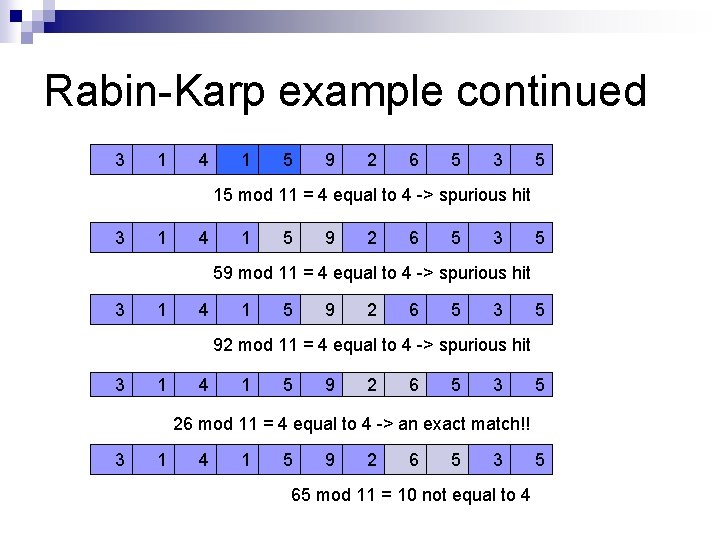 Rabin-Karp example continued
3 1 4 1 5 9 2 6 5 3 5
15 mod 11 = 4 equal to 4 -> spurious hit
3 1 4 1 5 9 2 6 5 3 5
59 mod 11 = 4 equal to 4 -> spurious hit
3 1 4 1 5 9 2 6 5 3 5
92 mod 11 = 4 equal to 4 -> spurious hit
3 1 4 1 5 9 2 6 5 3 5
26 mod 11 = 4 equal to 4 -> an exact match!!
3 1 4 1 5 9 2 6 5 3 5
65 mod 11 = 10 not equal to 4